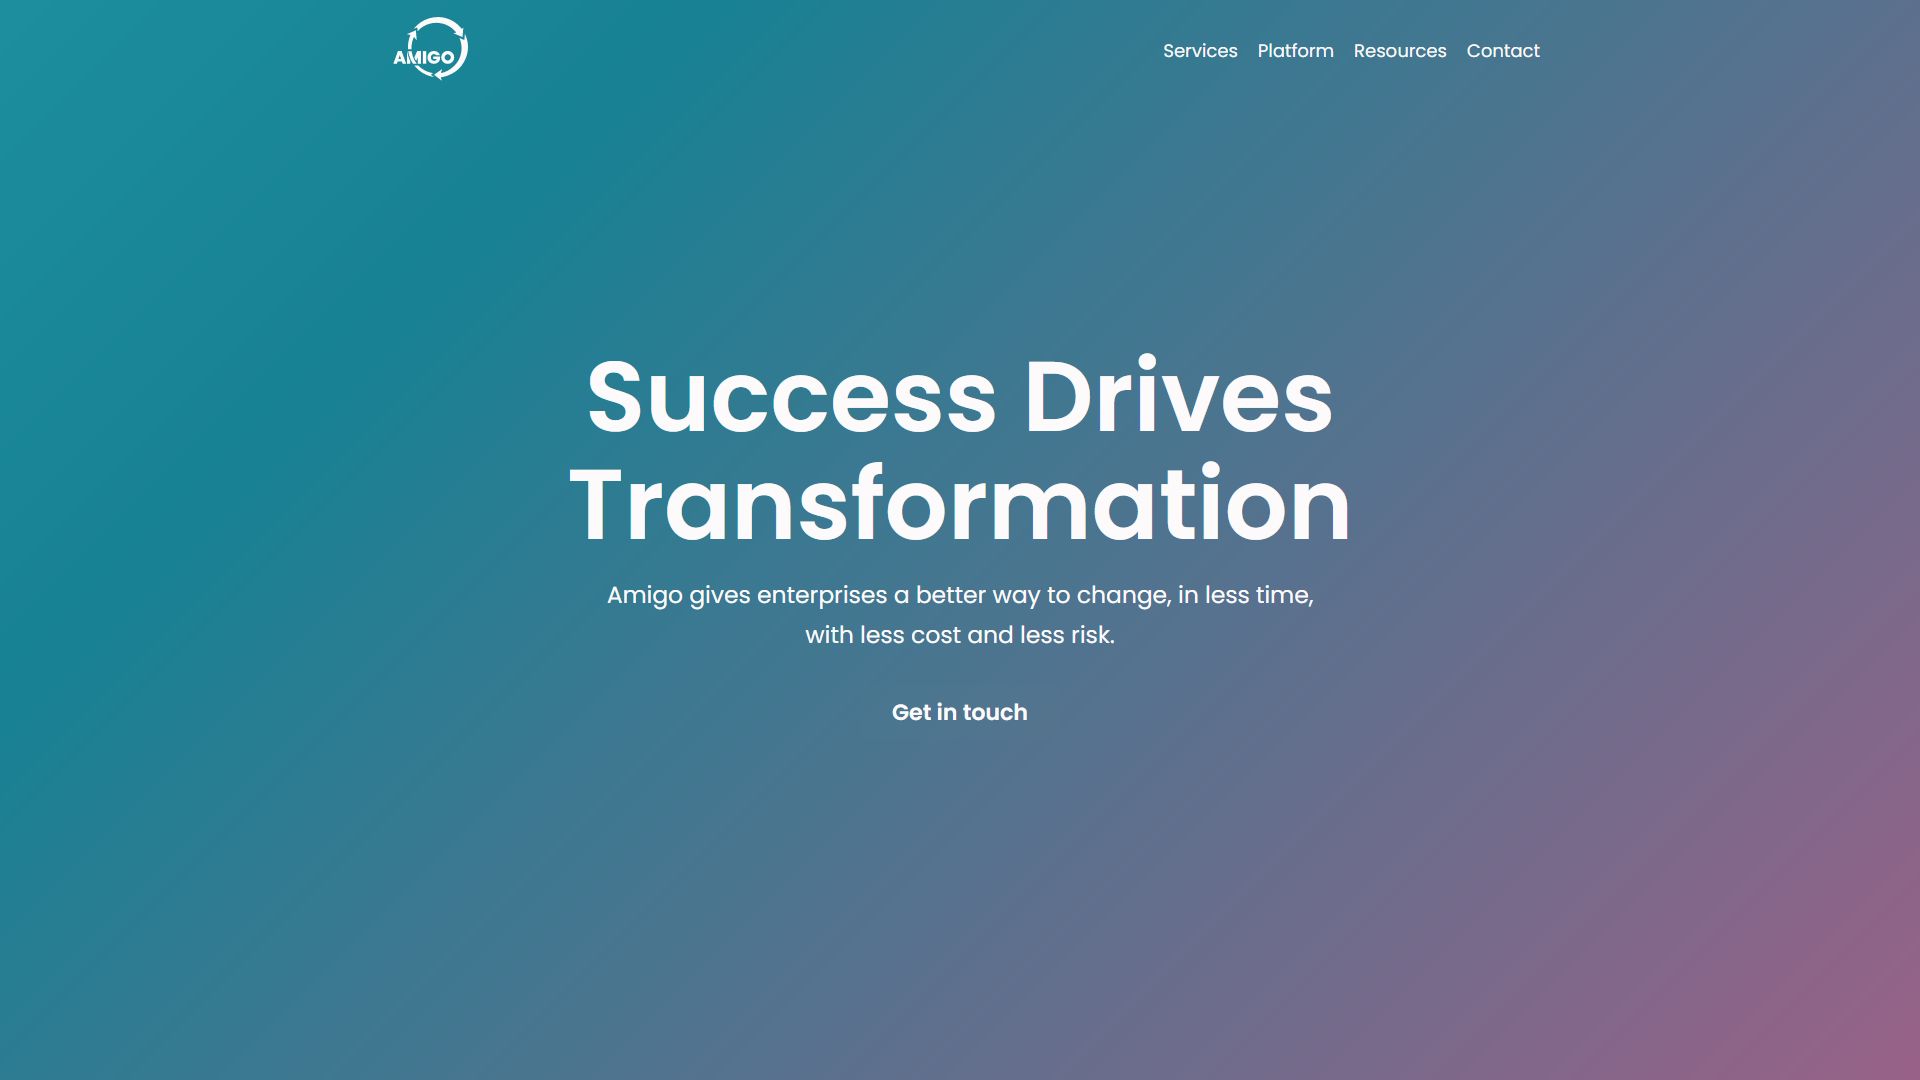 AMIGO
Services Platform Resources Contact
Success Drives
Transformation
Amigo gives enterprises a better way to change, in less time,
with less cost and less risk.
Get in touch